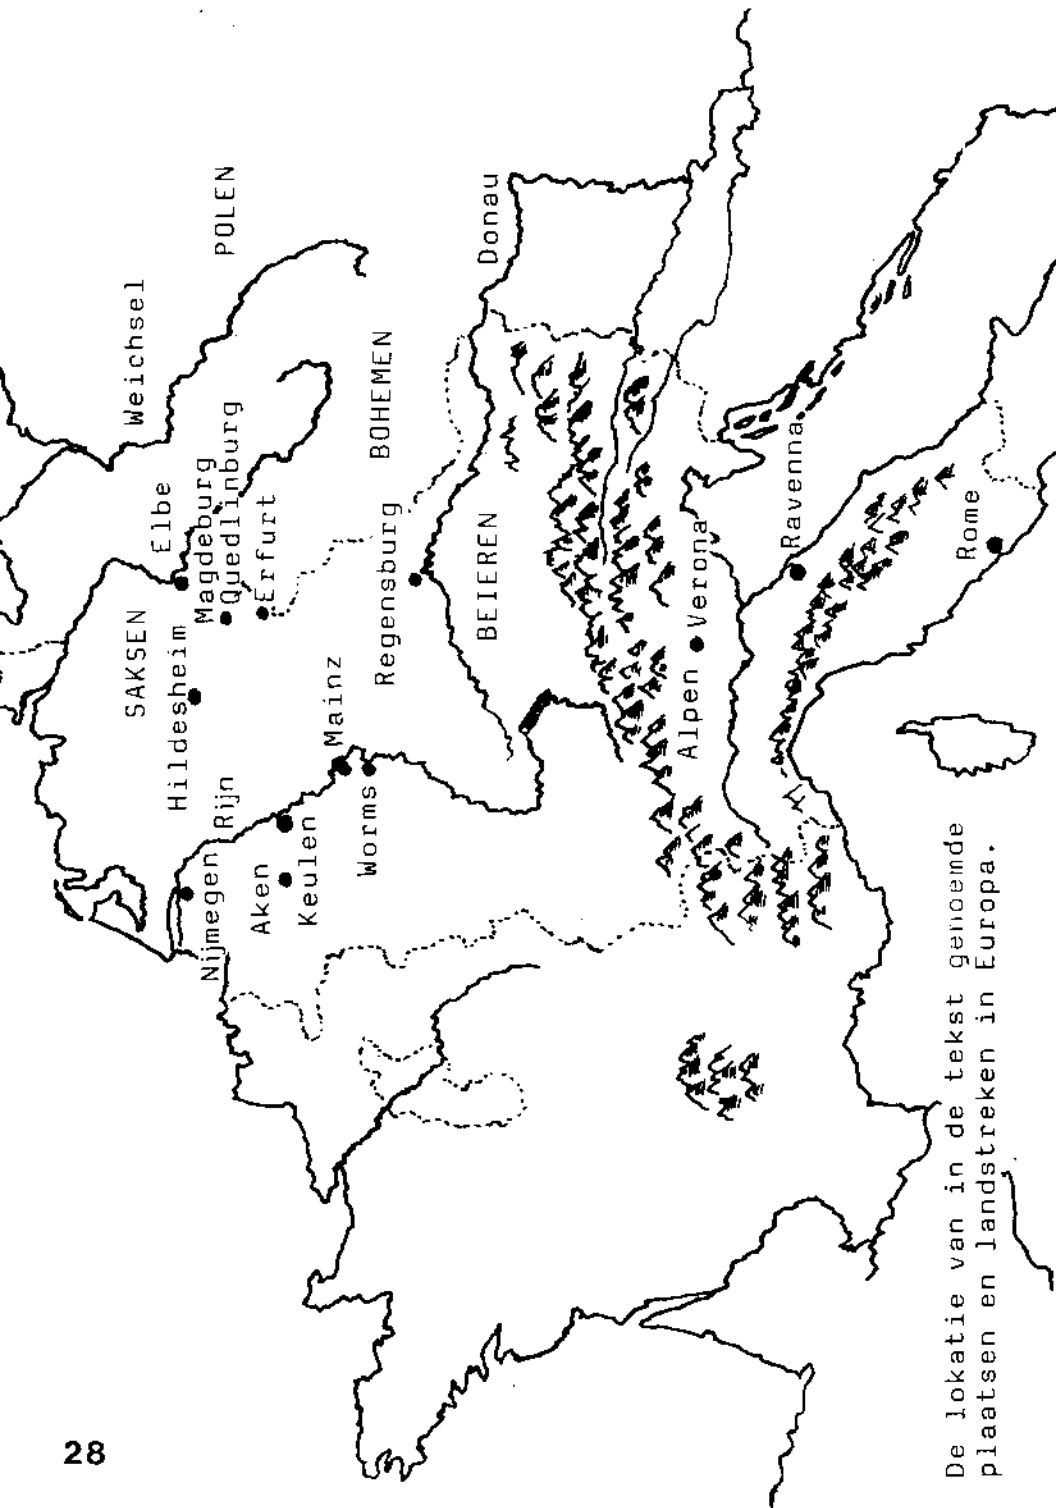 Weichsel
POLEN
Elbe
SAKSEN
Magdeburg
Quedlinburg
Hildesheim
Erfurt
BOHEMEN
Donau
Nijmegen
Rijn
Aken
Keulen
Mainz
Worms
Regensburg
BEIEREN
Alpen
Verona
Ravenna
Rome
De lokatie van in de tekst genoemde
plaatsen en landstreken in Europa.
28